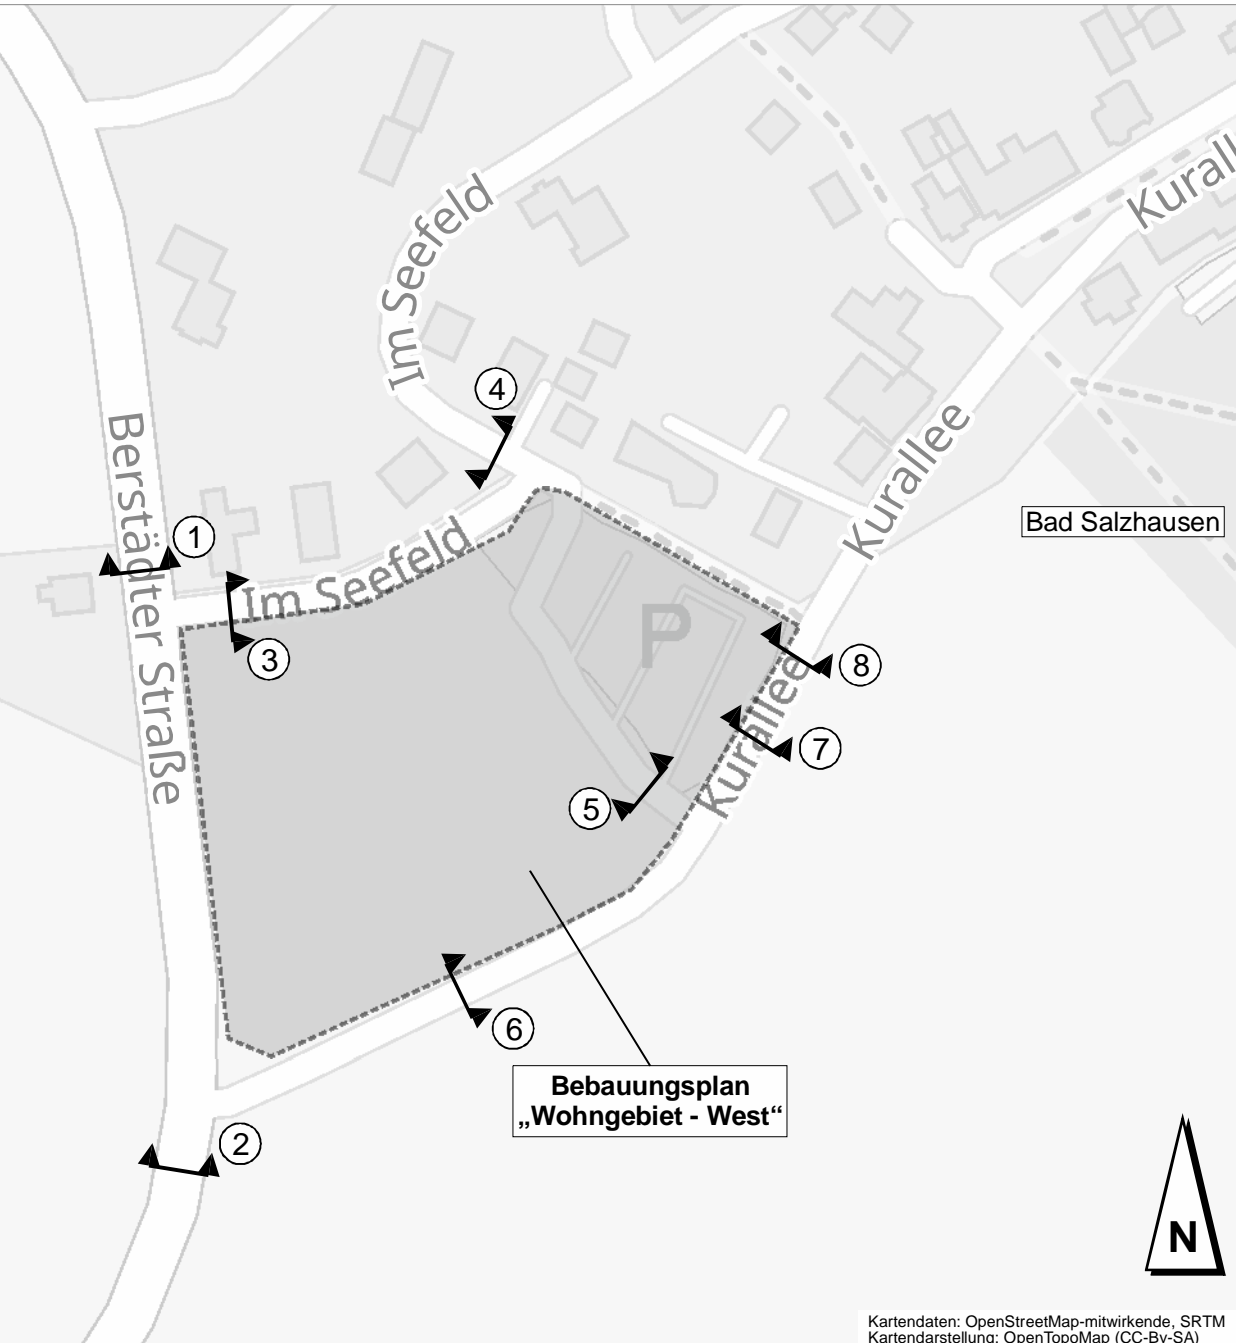 Im Seefeld
Kurall
4
Berstädter Straße
Kurallee
Bad Salzhausen
1
Im Seefeld
3
P
8
Kurallee
7
5
6
Bebauungsplan
„Wohngebiet - West“
2
N
Kartendaten: OpenStreetMap-mitwirkende, SRTM
Kartendarstellung: OpenTopoMap (CC-By-SA)